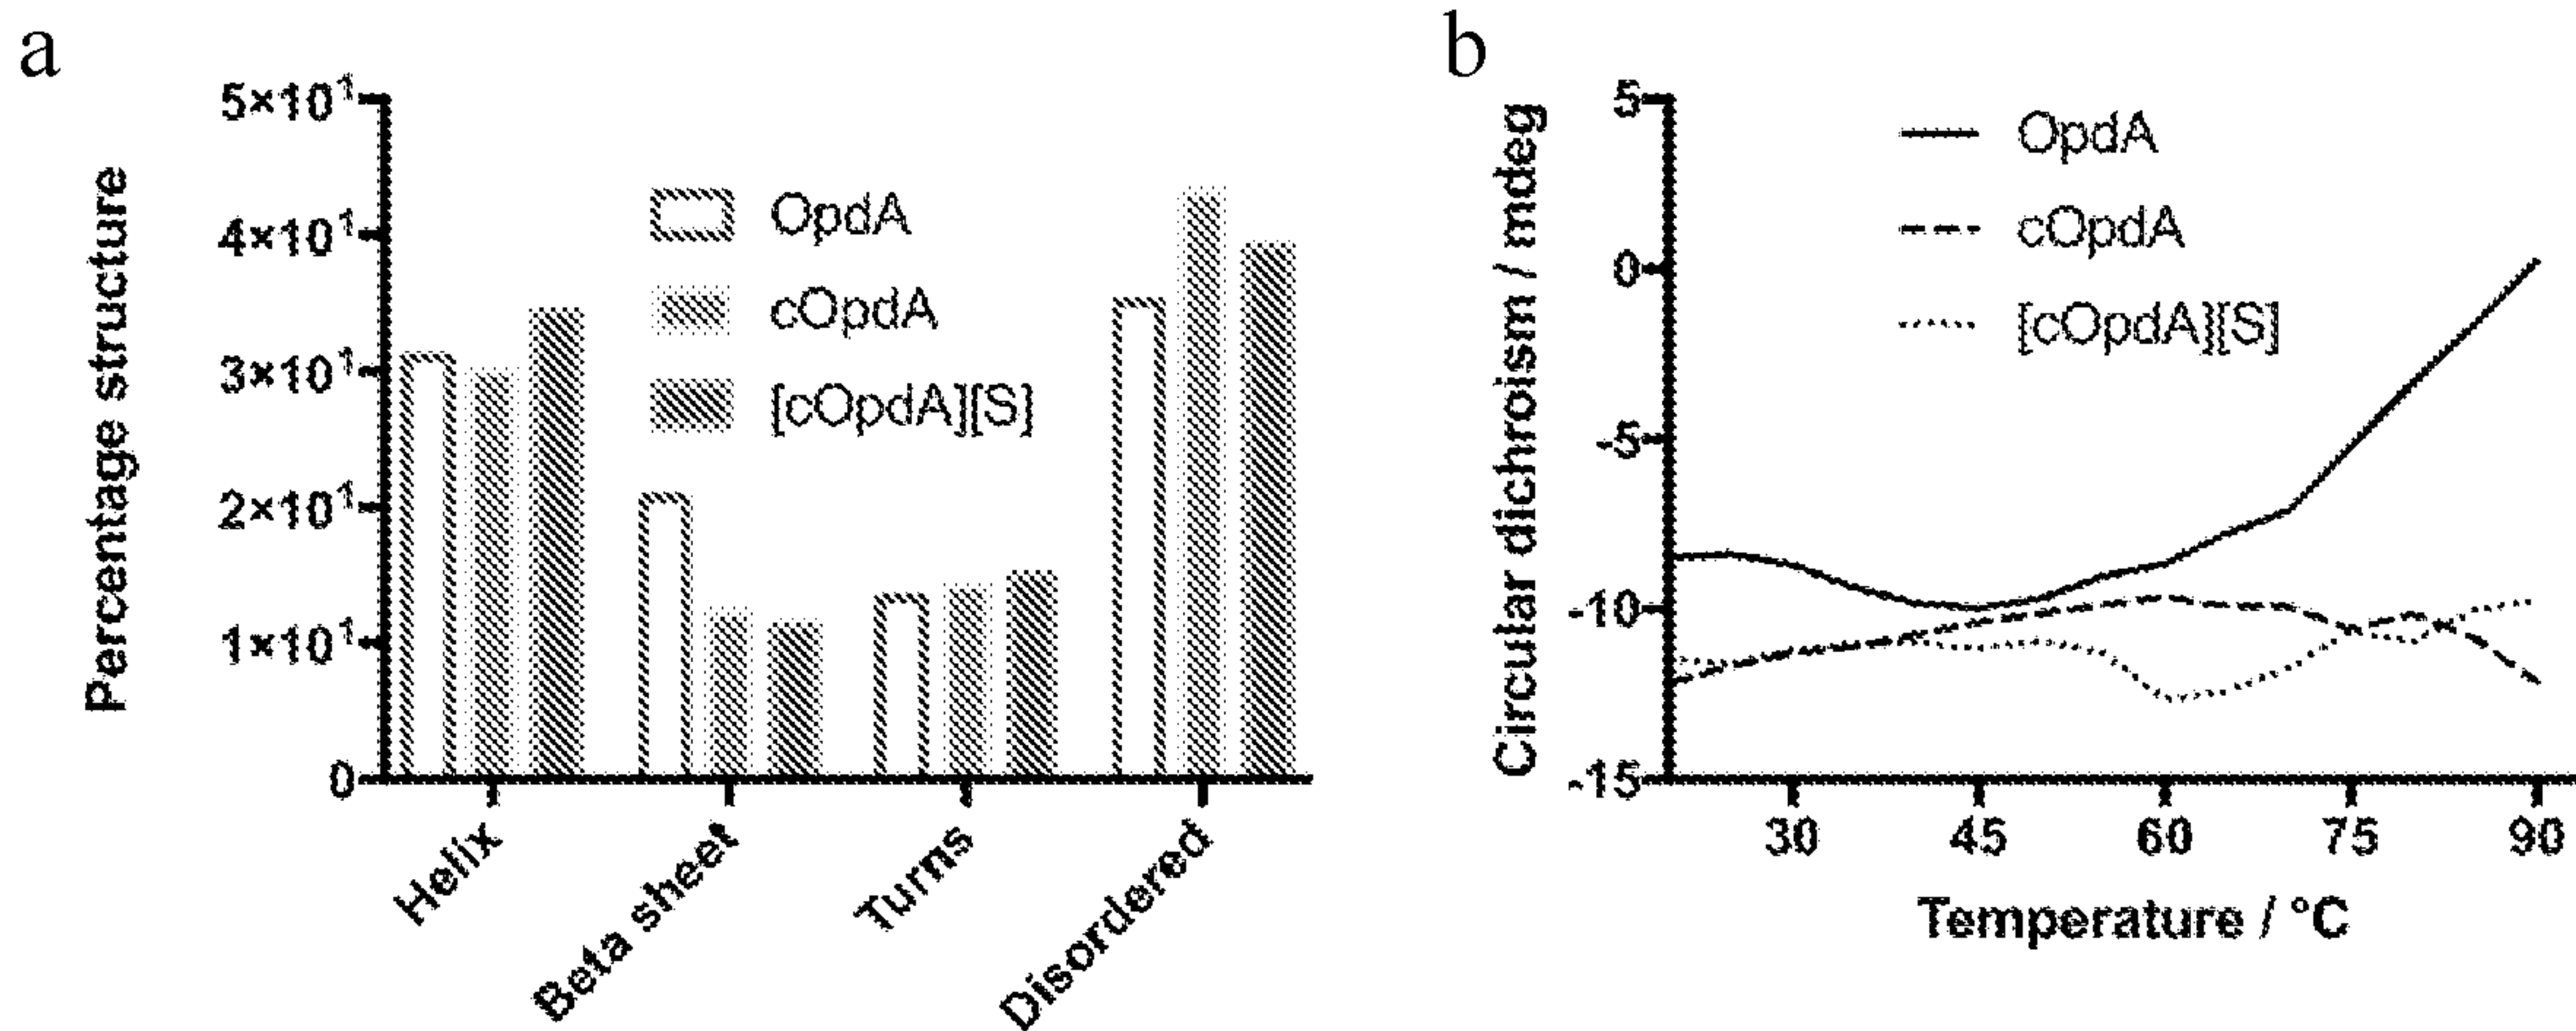 a
Percentage structure
5×10¹
4×10¹
3×10¹
2×10¹
1×10¹
0
OpdA
cOpdA
[cOpdA][S]
Helix
Beta sheet
Turns
Disordered
b
Circular dichroism / mdeg
5
0
-5
-10
-15
OpdA
cOpdA
[cOpdA][S]
30
45
60
75
90
Temperature / °C